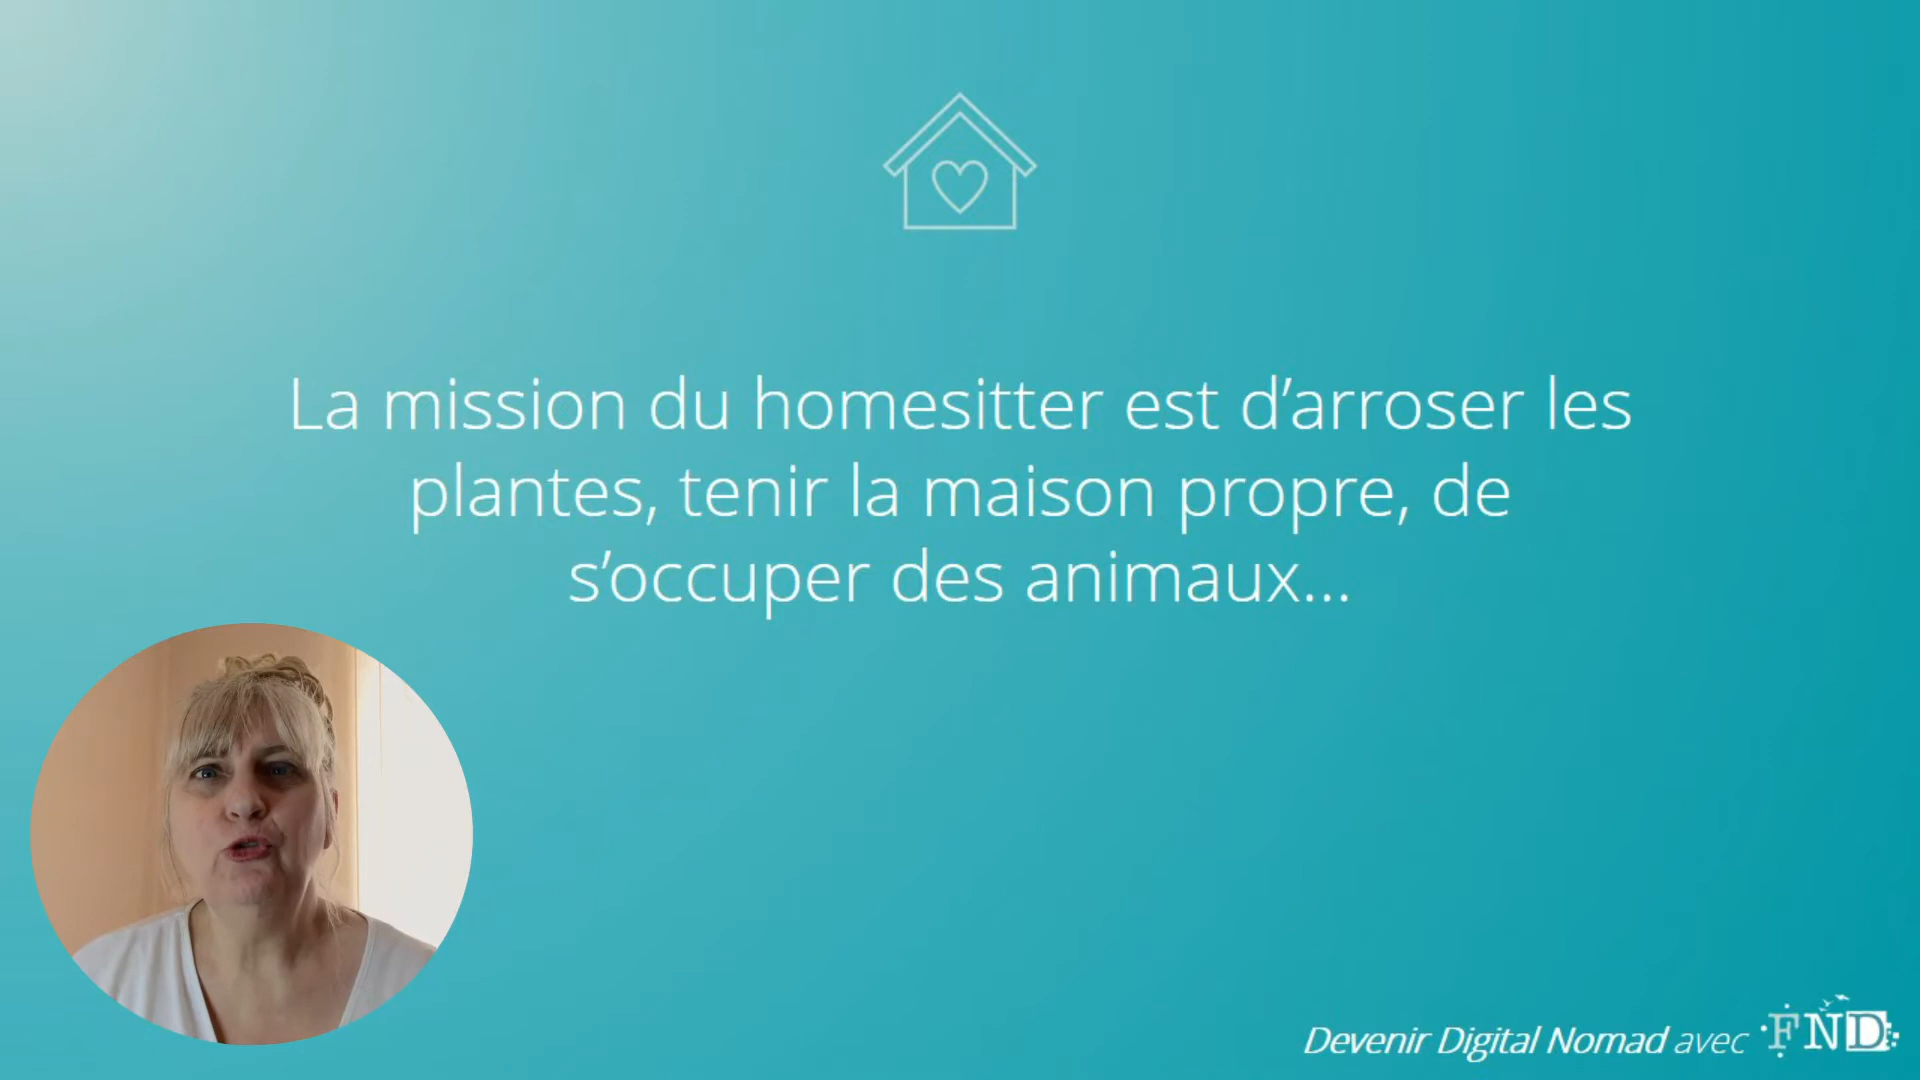 La mission du homesitter est d’arroser les
plantes, tenir la maison propre, de
s’occuper des animaux...
Devenir Digital Nomad avec FND